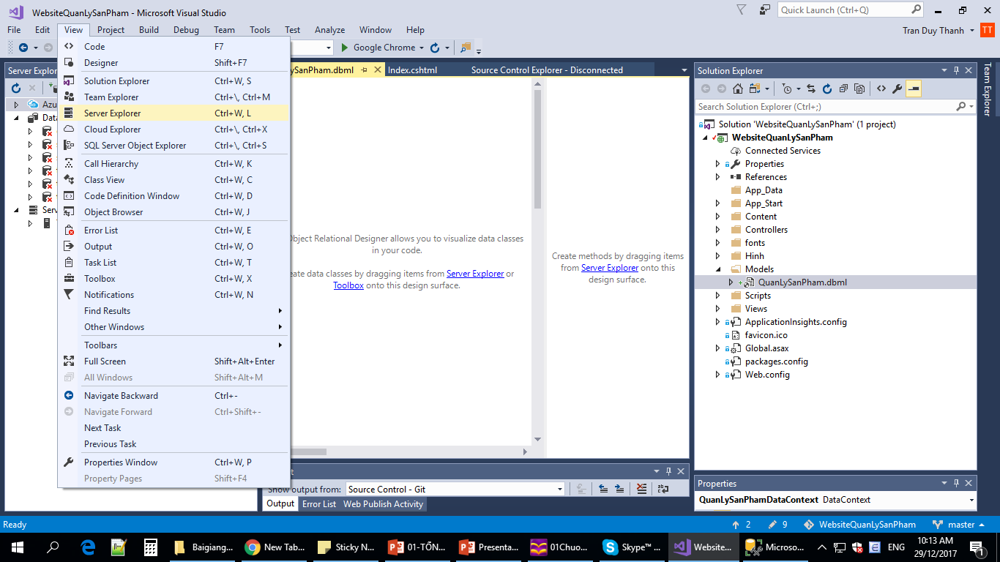 WebsiteQuanLySanPham - Microsoft Visual Studio
Quick Launch (Ctrl+Q)
File Edit View Project Build Debug Team Tools Test Analyze Window Help
Tran Duy Thanh TT
Google Chrome
Server Explor
Azu
Data
Serv
Code F7
Designer Shift+F7
Solution Explorer Ctrl+W, S
Team Explorer Ctrl+\, Ctrl+M
Server Explorer Ctrl+W, L
Cloud Explorer Ctrl+\, Ctrl+X
SQL Server Object Explorer Ctrl+\, Ctrl+S
Call Hierarchy Ctrl+W, K
Class View Ctrl+W, C
Code Definition Window Ctrl+W, D
Object Browser Ctrl+W, J
Error List Ctrl+W, E
Output Ctrl+W, O
Task List Ctrl+W, T
Toolbox Ctrl+W, X
Notifications Ctrl+W, N
Find Results
Other Windows
Toolbars
Full Screen Shift+Alt+Enter
All Windows Shift+Alt+M
Navigate Backward Ctrl+-
Navigate Forward Ctrl+Shift+-
Next Task
Previous Task
Properties Window Ctrl+W, P
Property Pages Shift+F4
ySanPham.dbml Index.cshtml Source Control Explorer - Disconnected
Object Relational Designer allows you to visualize data classes
in your code.
eate data classes by dragging items from Server Explorer or
Toolbox onto this design surface.
Create methods by dragging items
from Server Explorer onto this
design surface.
t
Show output from: Source Control - Git
Output Error List Web Publish Activity
Solution Explorer
Search Solution Explorer (Ctrl+;)
Solution 'WebsiteQuanLySanPham' (1 project)
WebsiteQuanLySanPham
Connected Services
Properties
References
App_Data
App_Start
Content
Controllers
fonts
Hinh
Models
QuanLySanPham.dbml
Scripts
Views
ApplicationInsights.config
favicon.ico
Global.asax
packages.config
Web.config
Properties
QuanLySanPhamDataContext DataContext
Team Explorer
Ready
2 9 WebsiteQuanLySanPham master
Baigiang... New Tab... Sticky N... 01-TỔN... Presenta... 01Chuo... Skype™ ... Website... Microso...
ENG
10:13 AM
29/12/2017
1